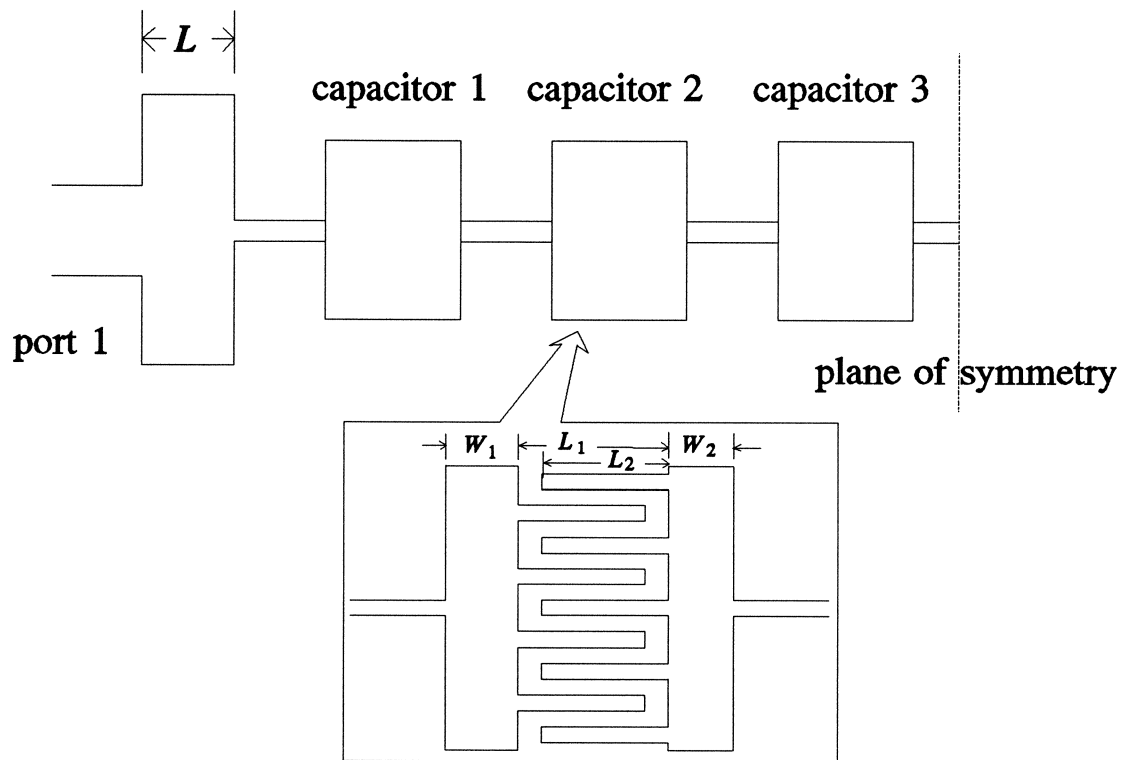 L
capacitor 1 capacitor 2 capacitor 3
port 1
plane of symmetry
W1 L1 W2
L2